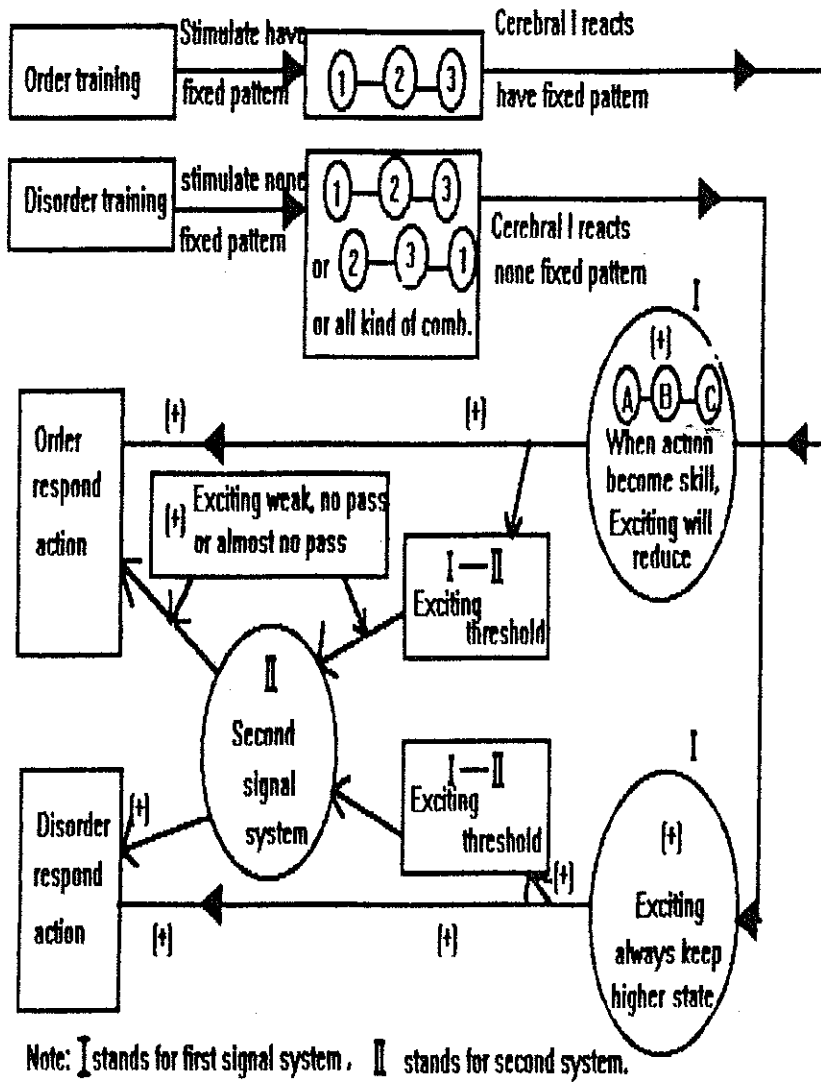 Order training
Stimulate have
fixed pattern
1 2 3
Cerebral I reacts
have fixed pattern
Disorder training
stimulate none
fixed pattern
1 2 3
or 2 3 1
or all kind of comb.
Cerebral I reacts
none fixed pattern
I
(+)
A B C
When action
become skill,
Exciting will
reduce
(+)
(+)
Order
respond
action
(+) Exciting weak, no pass
or almost no pass
I — II
Exciting
threshold
II
Second
signal
system
I — II
Exciting
threshold
I
(+)
Exciting
always keep
higher state
Disorder
respond
action
(+)
(+)
(+)
(+)
Note: I stands for first signal system, II stands for second system.